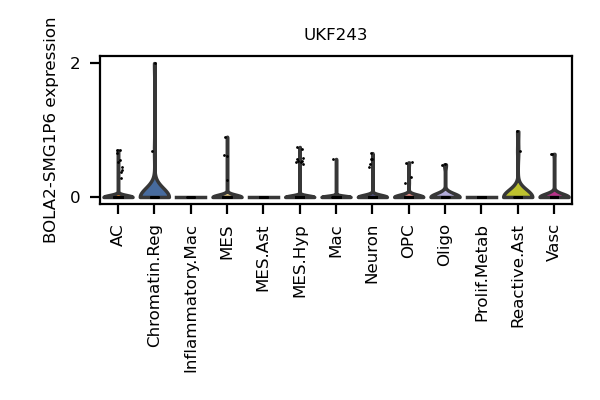 UKF243
BOLA2-SMG1P6 expression
2
0
AC
Chromatin.Reg
Inflammatory.Mac
MES
MES.Ast
MES.Hyp
Mac
Neuron
OPC
Oligo
Prolif.Metab
Reactive.Ast
Vasc